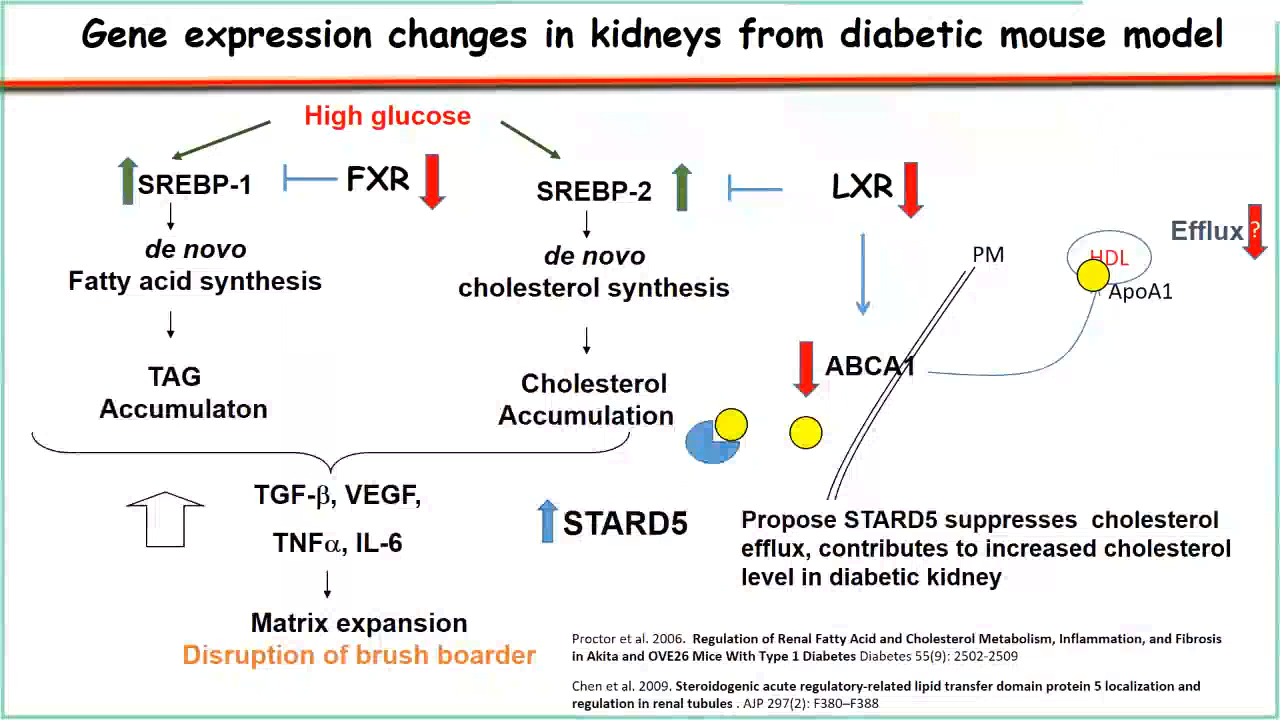 Gene expression changes in kidneys from diabetic mouse model
High glucose
SREBP-1
FXR
SREBP-2
LXR
Efflux ?
de novo
Fatty acid synthesis
de novo
cholesterol synthesis
PM
HDL
ApoA1
TAG
Accumulaton
Cholesterol
Accumulation
ABCA1
TGF-β, VEGF,
TNFα, IL-6
STARD5
Propose STARD5 suppresses cholesterol
efflux, contributes to increased cholesterol
level in diabetic kidney
Matrix expansion
Disruption of brush boarder
Proctor et al. 2006. Regulation of Renal Fatty Acid and Cholesterol Metabolism, Inflammation, and Fibrosis
in Akita and OVE26 Mice With Type 1 Diabetes Diabetes 55(9): 2502-2509
Chen et al. 2009. Steroidogenic acute regulatory-related lipid transfer domain protein 5 localization and
regulation in renal tubules . AJP 297(2): F380–F388